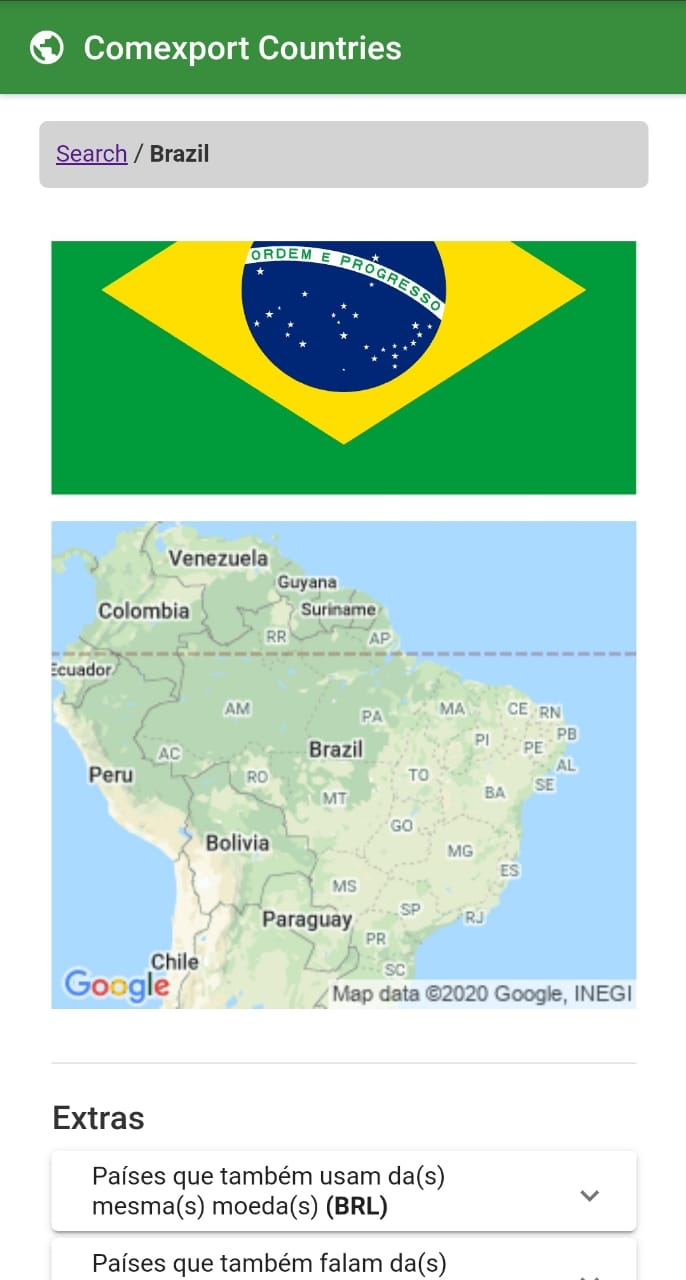 Comexport Countries
Search / Brazil
ORDEM E PROGRESSO
Venezuela
Guyana
Colombia
Suriname
RR
AP
Ecuador
AM
PA
MA
CE
RN
PI
PE
PB
AC
Brazil
AL
Peru
RO
TO
SE
MT
BA
GO
Bolivia
MG
ES
MS
SP
RJ
Paraguay
PR
Chile
SC
Google
Map data ©2020 Google, INEGI
Extras
Países que também usam da(s)
mesma(s) moeda(s) (BRL)
Países que também falam da(s)